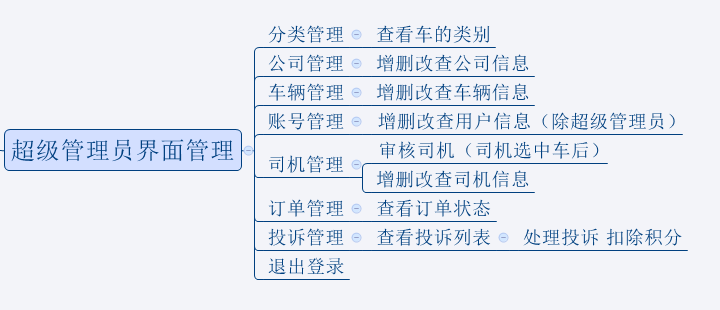 分类管理 查看车的类别
公司管理 增删改查公司信息
车辆管理 增删改查车辆信息
账号管理 增删改查用户信息（除超级管理员）
超级管理员界面管理
司机管理 审核司机（司机选中车后）
增删改查司机信息
订单管理 查看订单状态
投诉管理 查看投诉列表 处理投诉 扣除积分
退出登录